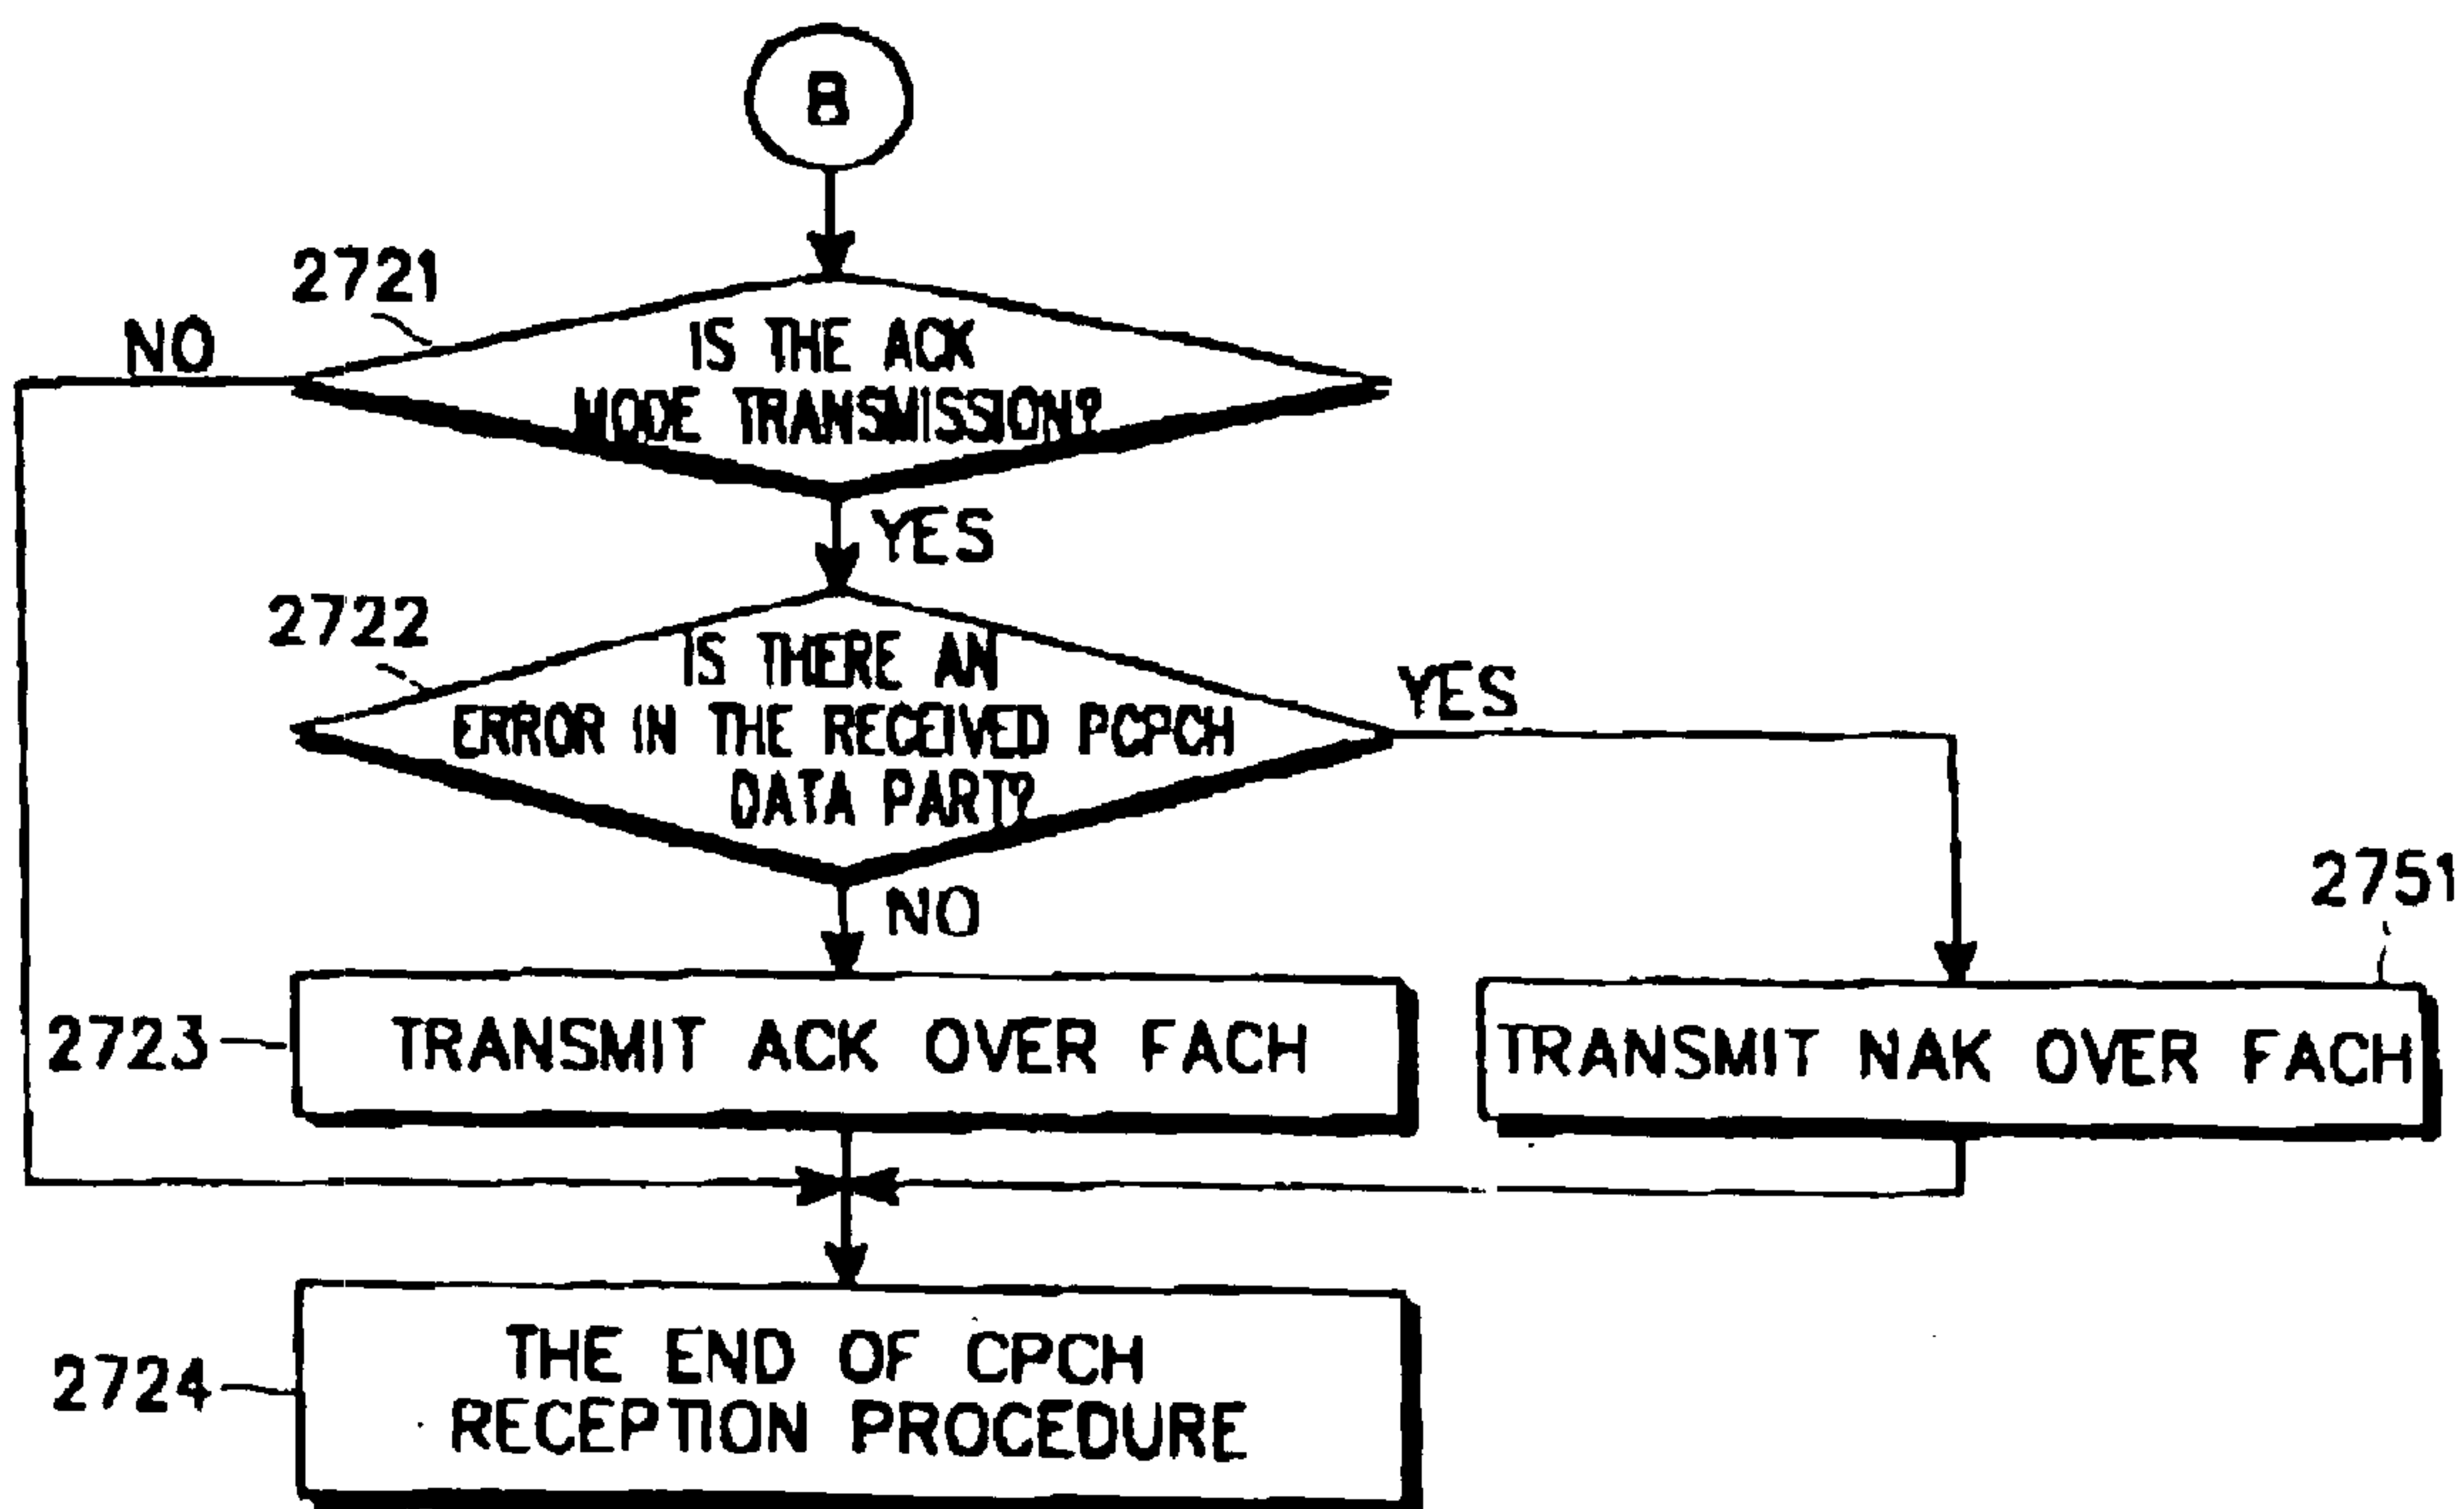 B
2721
NO
IS THE ACK
MODE TRANSMISSION?
YES
2722
IS THERE AN
ERROR IN THE RECEIVED PCPCH
DATA PART?
YES
NO
2751
2723
TRANSMIT ACK OVER FACH
TRANSMIT NAK OVER FACH
2724
THE END OF CPCH
RECEPTION PROCEDURE